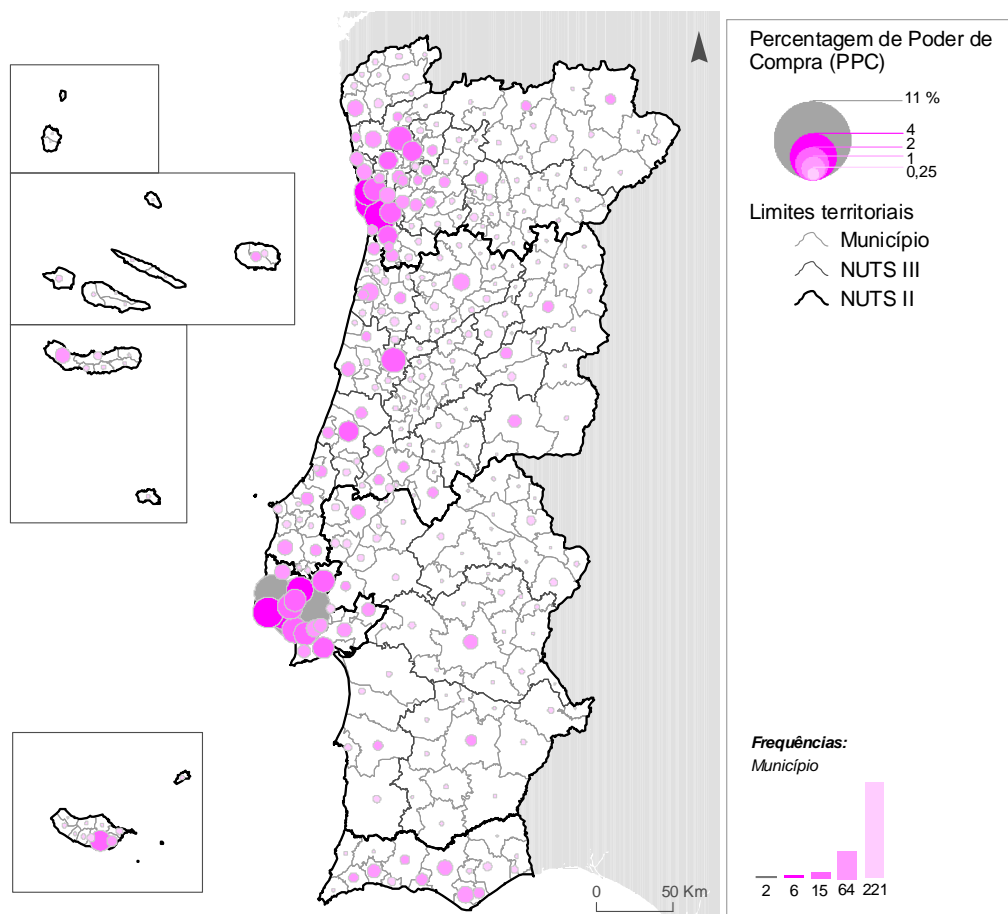 Percentagem de Poder de
Compra (PPC)
11 %
4
2
1
0,25
Limites territoriais
Município
NUTS III
NUTS II
Frequências:
Município
2 6 15 64 221
0 50 Km